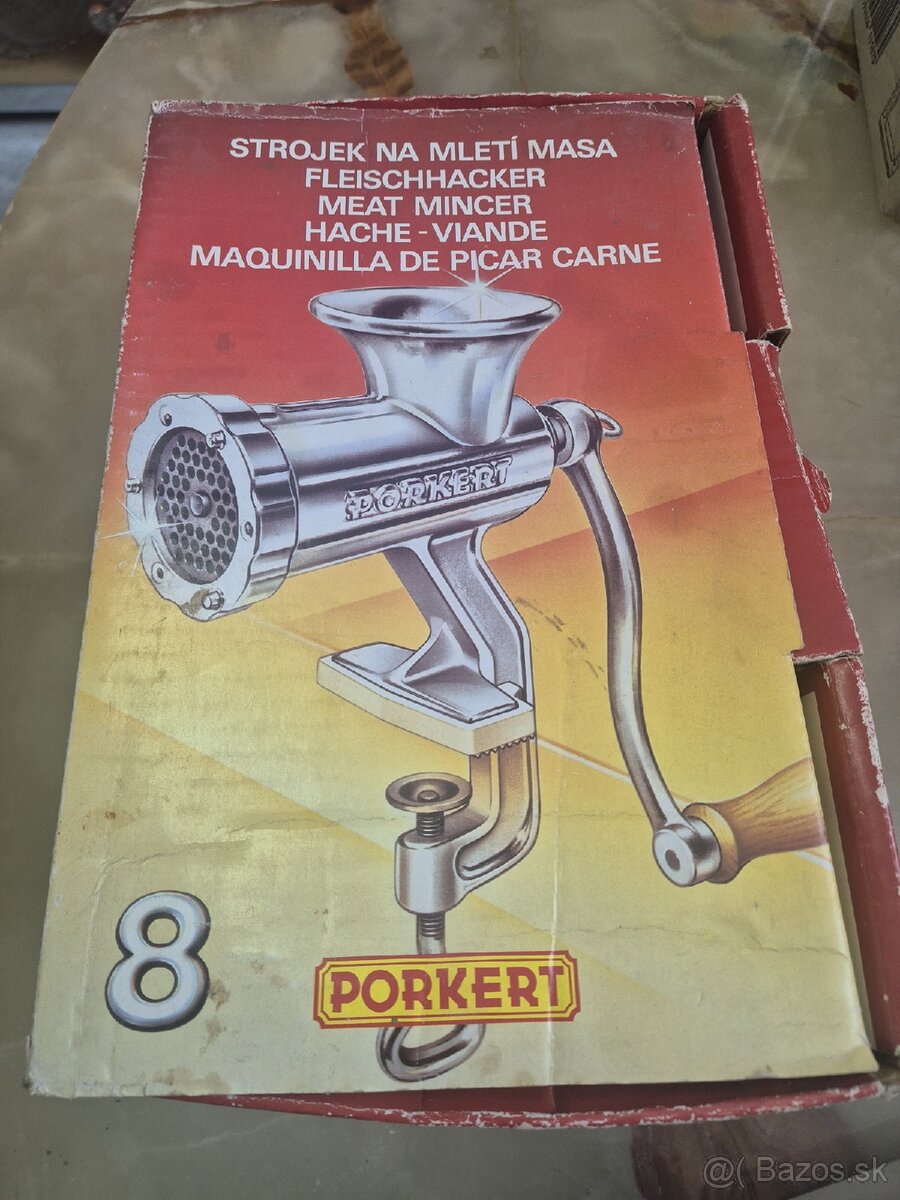 STROJEK NA MLETÍ MASA
FLEISCHHACKER
MEAT MINCER
HACHE - VIANDE
MAQUINILLA DE PICAR CARNE
PORKERT
8
PORKERT
@( Bazos.sk